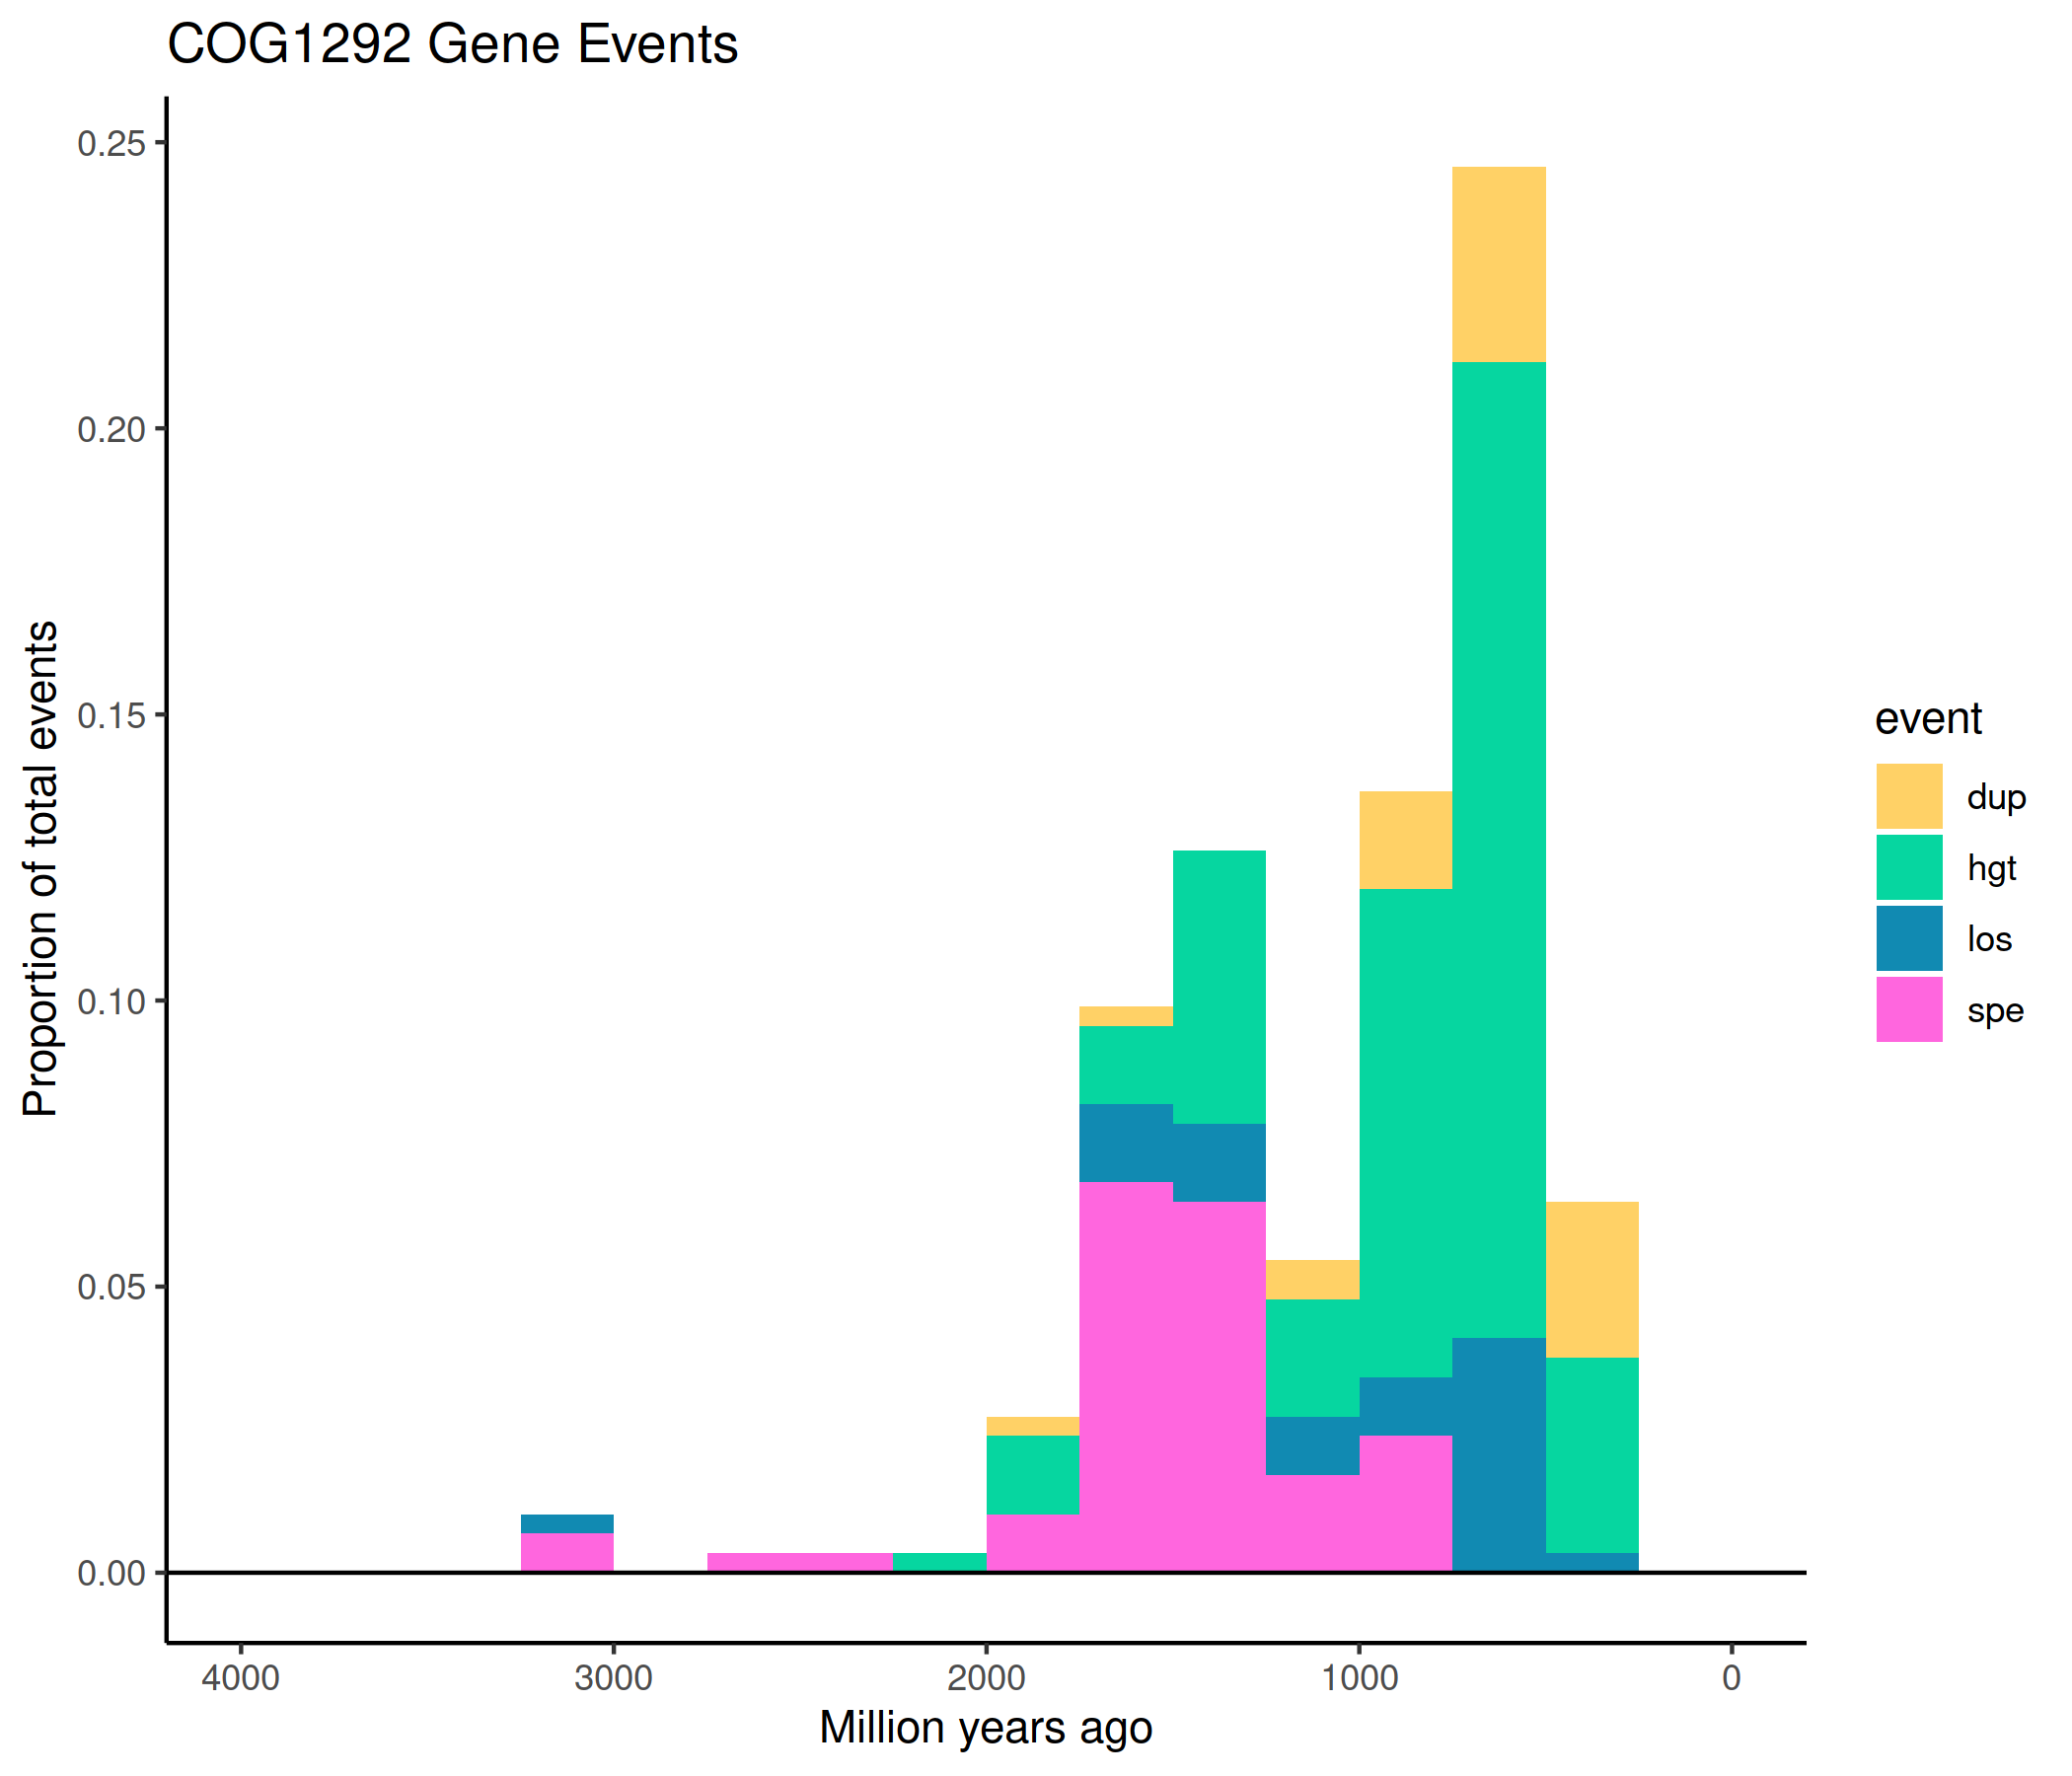 COG1292 Gene Events
0.25
0.20
0.15
0.10
0.05
0.00
Proportion of total events
4000 3000 2000 1000 0
Million years ago
event
dup
hgt
los
spe